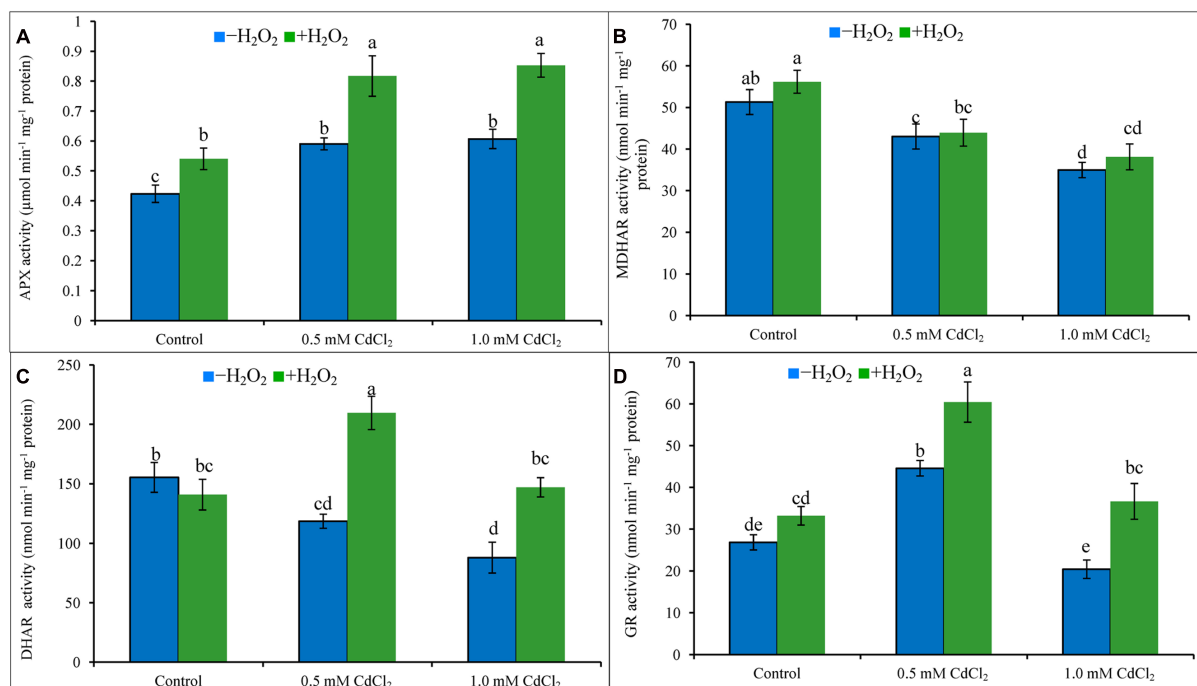 A
−H₂O₂ +H₂O₂
APX activity (μmol min⁻¹ mg⁻¹ protein)
1
0.9
0.8
0.7
0.6
0.5
0.4
0.3
0.2
0.1
0
c b b a b a
Control 0.5 mM CdCl₂ 1.0 mM CdCl₂
B
−H₂O₂ +H₂O₂
MDHAR activity (nmol min⁻¹ mg⁻¹
protein)
70
60
50
40
30
20
10
0
ab a c bc d cd
Control 0.5 mM CdCl₂ 1.0 mM CdCl₂
C
−H₂O₂ +H₂O₂
DHAR activity (nmol min⁻¹ mg⁻¹ protein)
250
200
150
100
50
0
b bc cd a d bc
Control 0.5 mM CdCl₂ 1.0 mM CdCl₂
D
−H₂O₂ +H₂O₂
GR activity (nmol min⁻¹ mg⁻¹ protein)
70
60
50
40
30
20
10
0
de cd b a e bc
Control 0.5 mM CdCl₂ 1.0 mM CdCl₂